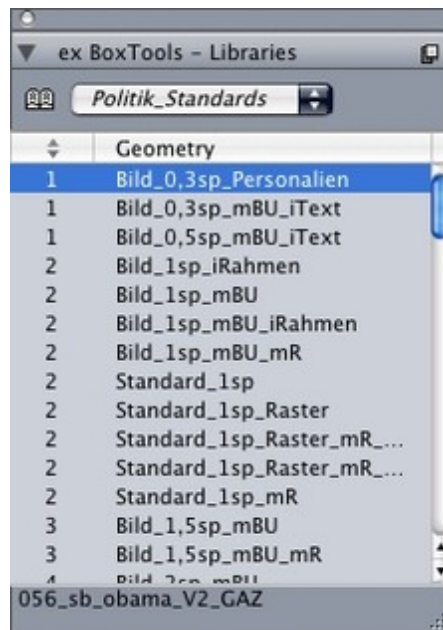 ex BoxTools – Libraries
Politik_Standards
Geometry
1 Bild_0,3sp_Personalien
1 Bild_0,3sp_mBU_iText
1 Bild_0,5sp_mBU_iText
2 Bild_1sp_iRahmen
2 Bild_1sp_mBU
2 Bild_1sp_mBU_iRahmen
2 Bild_1sp_mBU_mR
2 Standard_1sp
2 Standard_1sp_Raster
2 Standard_1sp_Raster_mR_...
2 Standard_1sp_Raster_mR_...
2 Standard_1sp_mR
3 Bild_1,5sp_mBU
3 Bild_1,5sp_mBU_mR
4 Bild_2sp_mBU
056_sb_obama_V2_GAZ